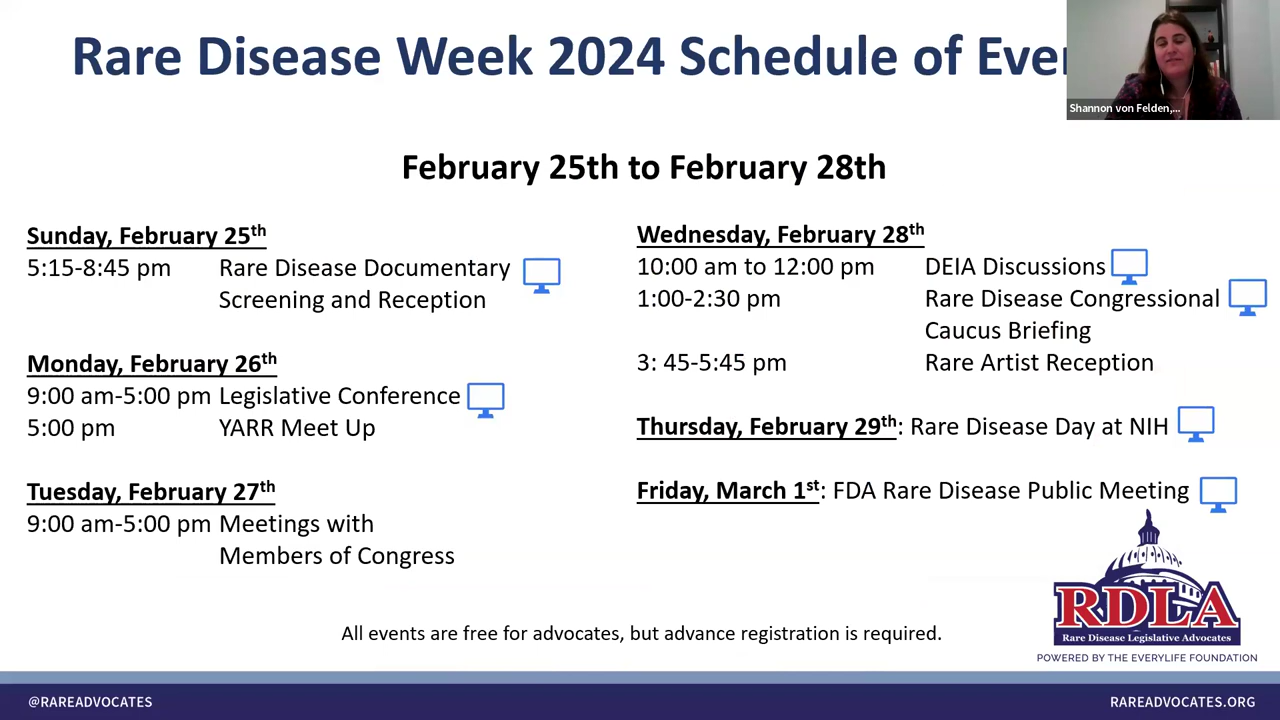 Rare Disease Week 2024 Schedule of
Shannon von Felden,...
February 25th to February 28th
Sunday, February 25th
5:15-8:45 pm Rare Disease Documentary
Screening and Reception
Monday, February 26th
9:00 am-5:00 pm Legislative Conference
5:00 pm YARR Meet Up
Tuesday, February 27th
9:00 am-5:00 pm Meetings with
Members of Congress
Wednesday, February 28th
10:00 am to 12:00 pm DEIA Discussions
1:00-2:30 pm Rare Disease Congressional
Caucus Briefing
3: 45-5:45 pm Rare Artist Reception
Thursday, February 29th: Rare Disease Day at NIH
Friday, March 1st: FDA Rare Disease Public Meeting
RDLA
Rare Disease Legislative Advocates
POWERED BY THE EVERYLIFE FOUNDATION
All events are free for advocates, but advance registration is required.
@RAREADVOCATES
RAREADVOCATES.ORG